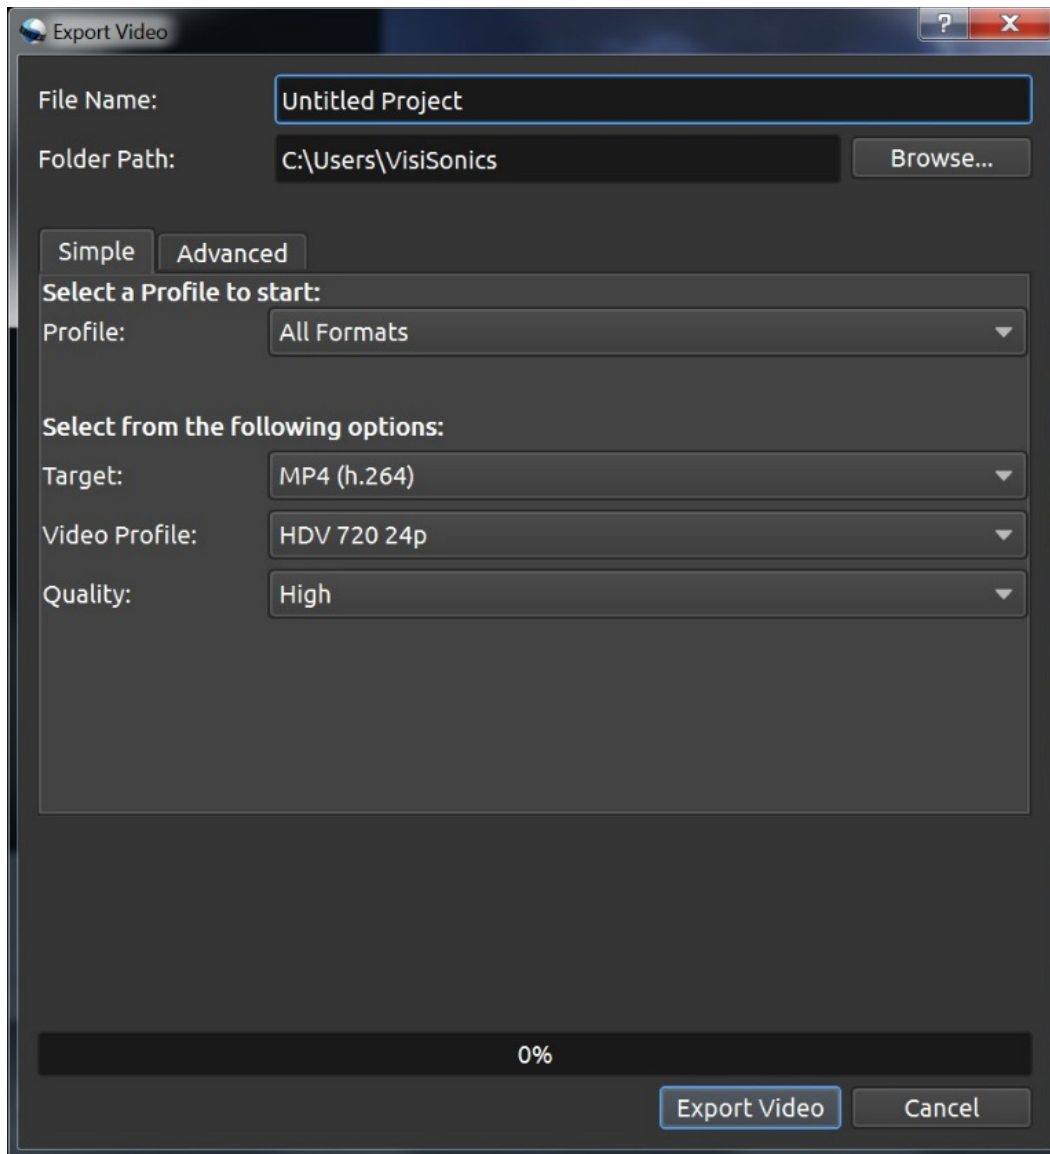 Export Video
?
X
File Name: Untitled Project
Folder Path: C:\Users\VisiSonics Browse...
Simple Advanced
Select a Profile to start:
Profile: All Formats
Select from the following options:
Target: MP4 (h.264)
Video Profile: HDV 720 24p
Quality: High
0%
Export Video Cancel